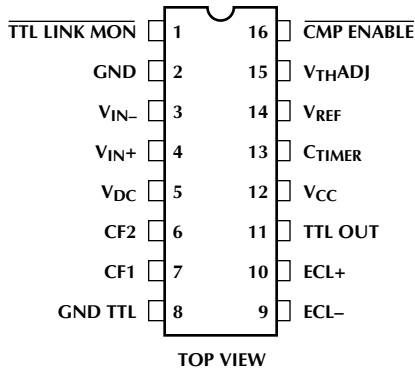 TTL LINK MON 1 16 CMP ENABLE
GND 2 15 VTHADJ
VIN– 3 14 VREF
VIN+ 4 13 CTIMER
VDC 5 12 VCC
CF2 6 11 TTL OUT
CF1 7 10 ECL+
GND TTL 8 9 ECL–
TOP VIEW